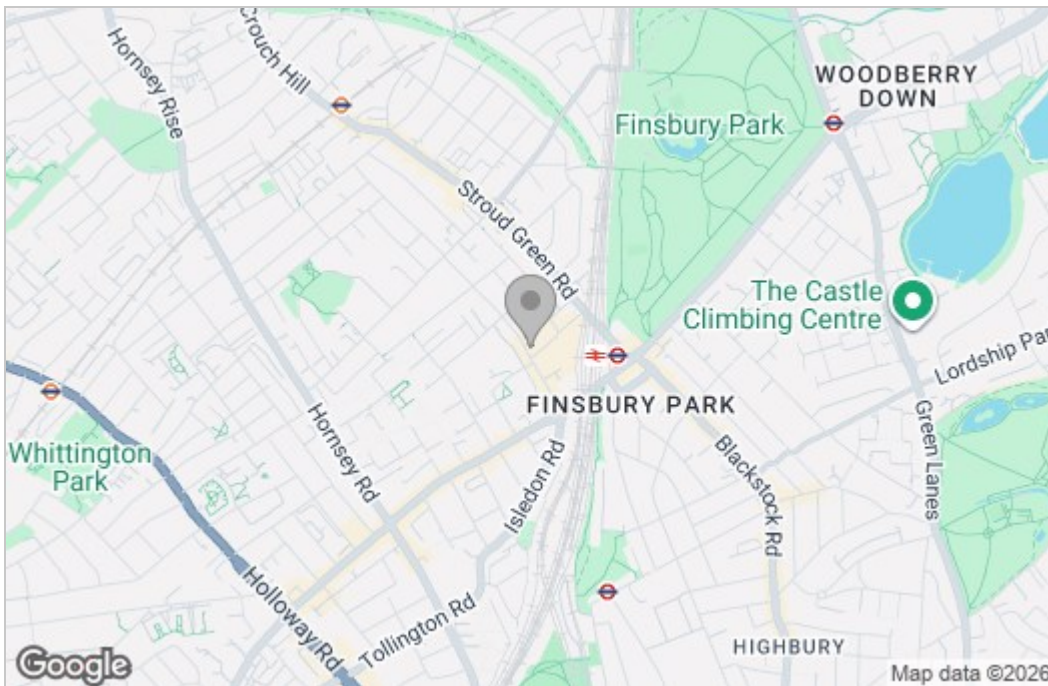 Crouch Hill
Hornsey Rise
WOODBERRY
DOWN
Finsbury Park
Stroud Green Rd
The Castle
Climbing Centre
Lordship Par
FINSBURY PARK
Whittington
Park
Hornsey Rd
Isledon Rd
Blackstock Rd
Green Lanes
Holloway Rd
Tollington Rd
HIGHBURY
Google
Map data ©2026